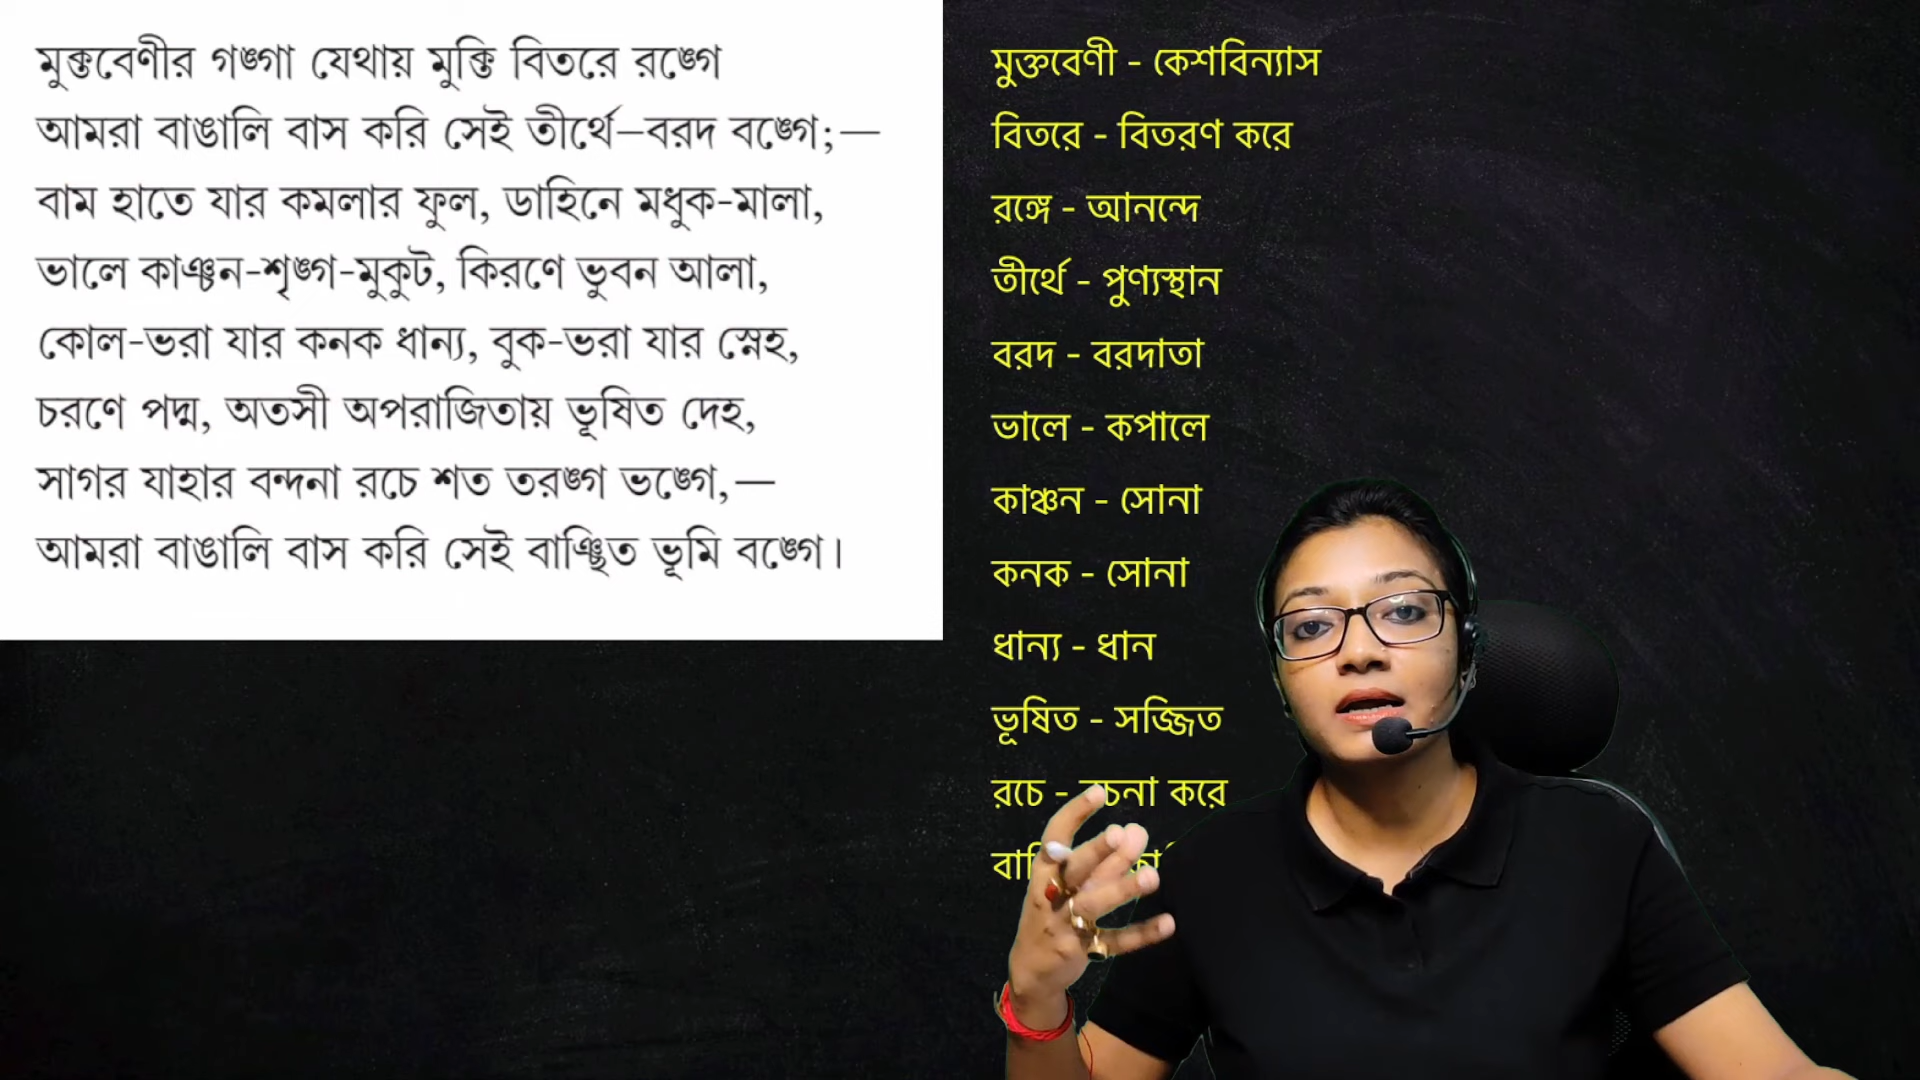 মুক্তবেণীর গঙ্গা যেথায় মুক্তি বিতরে রঙ্গে
আমরা বাঙালি বাস করি সেই তীর্থে—বরদ বঙ্গে;—
বাম হাতে যার কমলার ফুল, ডাহিনে মধুক-মালা,
ভালে কাঞ্চন-শৃঙ্গ-মুকুট, কিরণে ভুবন আলা,
কোল-ভরা যার কনক ধান্য, বুক-ভরা যার স্নেহ,
চরণে পদ্ম, অতসী অপরাজিতায় ভূষিত দেহ,
সাগর যাহার বন্দনা রচে শত তরঙ্গ ভঙ্গে,—
আমরা বাঙালি বাস করি সেই বাঞ্ছিত ভূমি বঙ্গে।
মুক্তবেণী - কেশবিন্যাস
বিতরে - বিতরণ করে
রঙ্গে - আনন্দে
তীর্থে - পুণ্যস্থান
বরদ - বরদাতা
ভালে - কপালে
কাঞ্চন - সোনা
কনক - সোনা
ধান্য - ধান
ভূষিত - সজ্জিত
রচে - রচনা করে